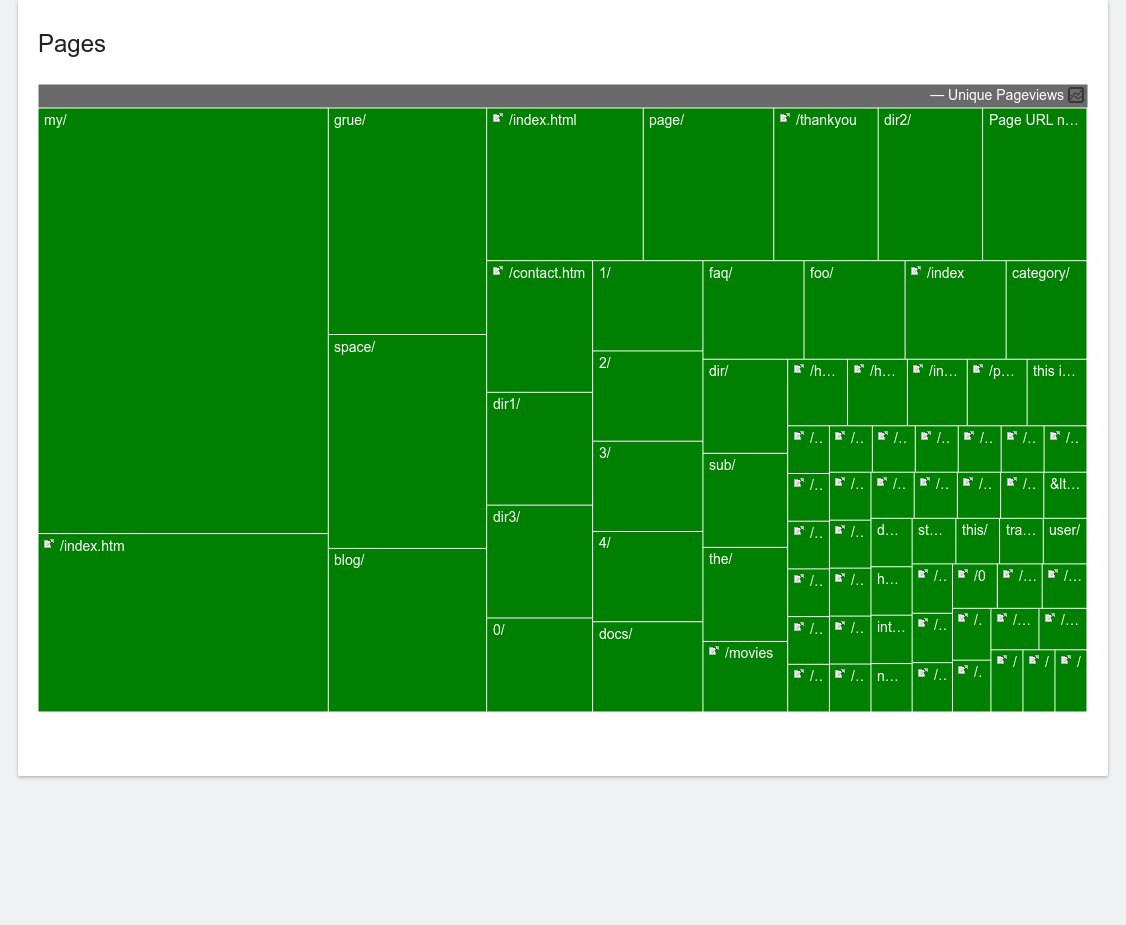 Pages
— Unique Pageviews
my/
grue/
/index.html
page/
/thankyou
dir2/
Page URL n…
/contact.htm
1/
faq/
foo/
/index
category/
space/
2/
dir/
/h…
/h…
/in…
/p…
this i…
dir1/
/..
/..
/..
/..
/..
/..
/..
3/
sub/
/..
/..
/..
/..
/..
/..
&lt…
dir3/
/..
/..
d…
st…
this/
tra…
user/
/index.htm
4/
blog/
the/
/..
/..
h…
/..
/0
/…
/…
0/
docs/
/..
/..
int…
/..
/.
/…
/…
/movies
/..
/..
n…
/..
/.
/
/
/